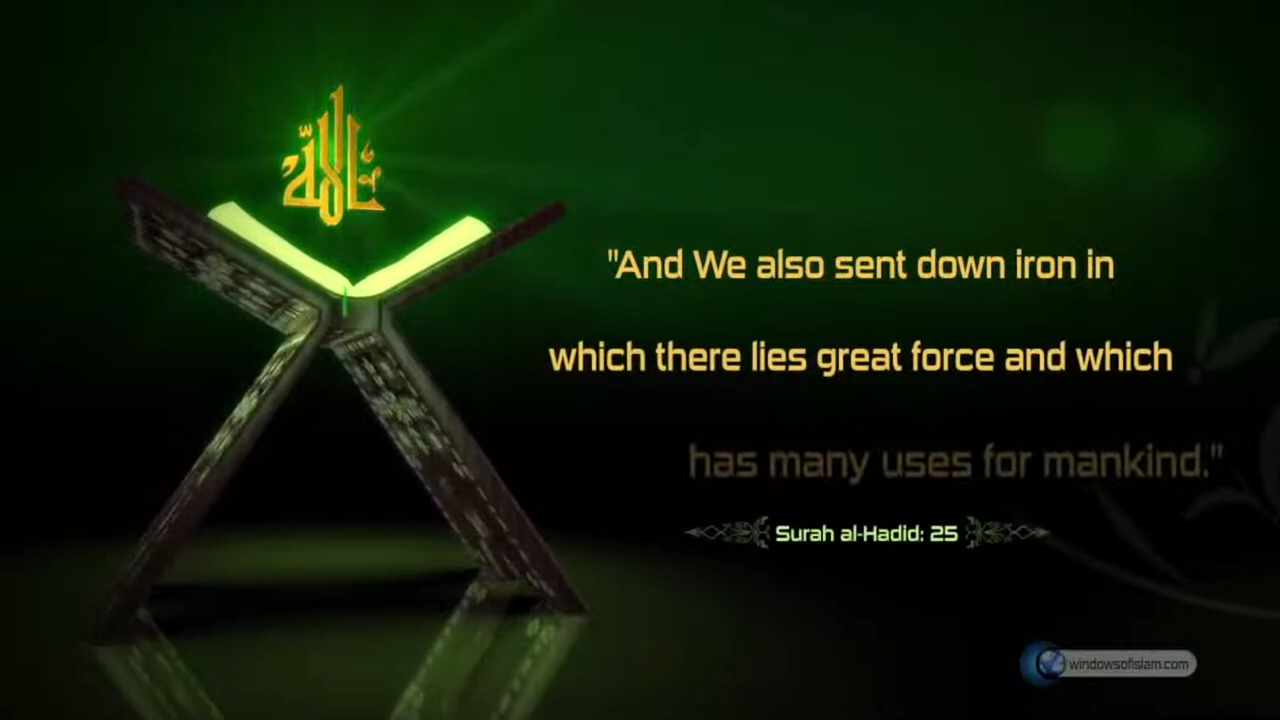 الله
"And We also sent down iron in
which there lies great force and which
has many uses for mankind."
Surah al-Hadid: 25
windowsofislam.com